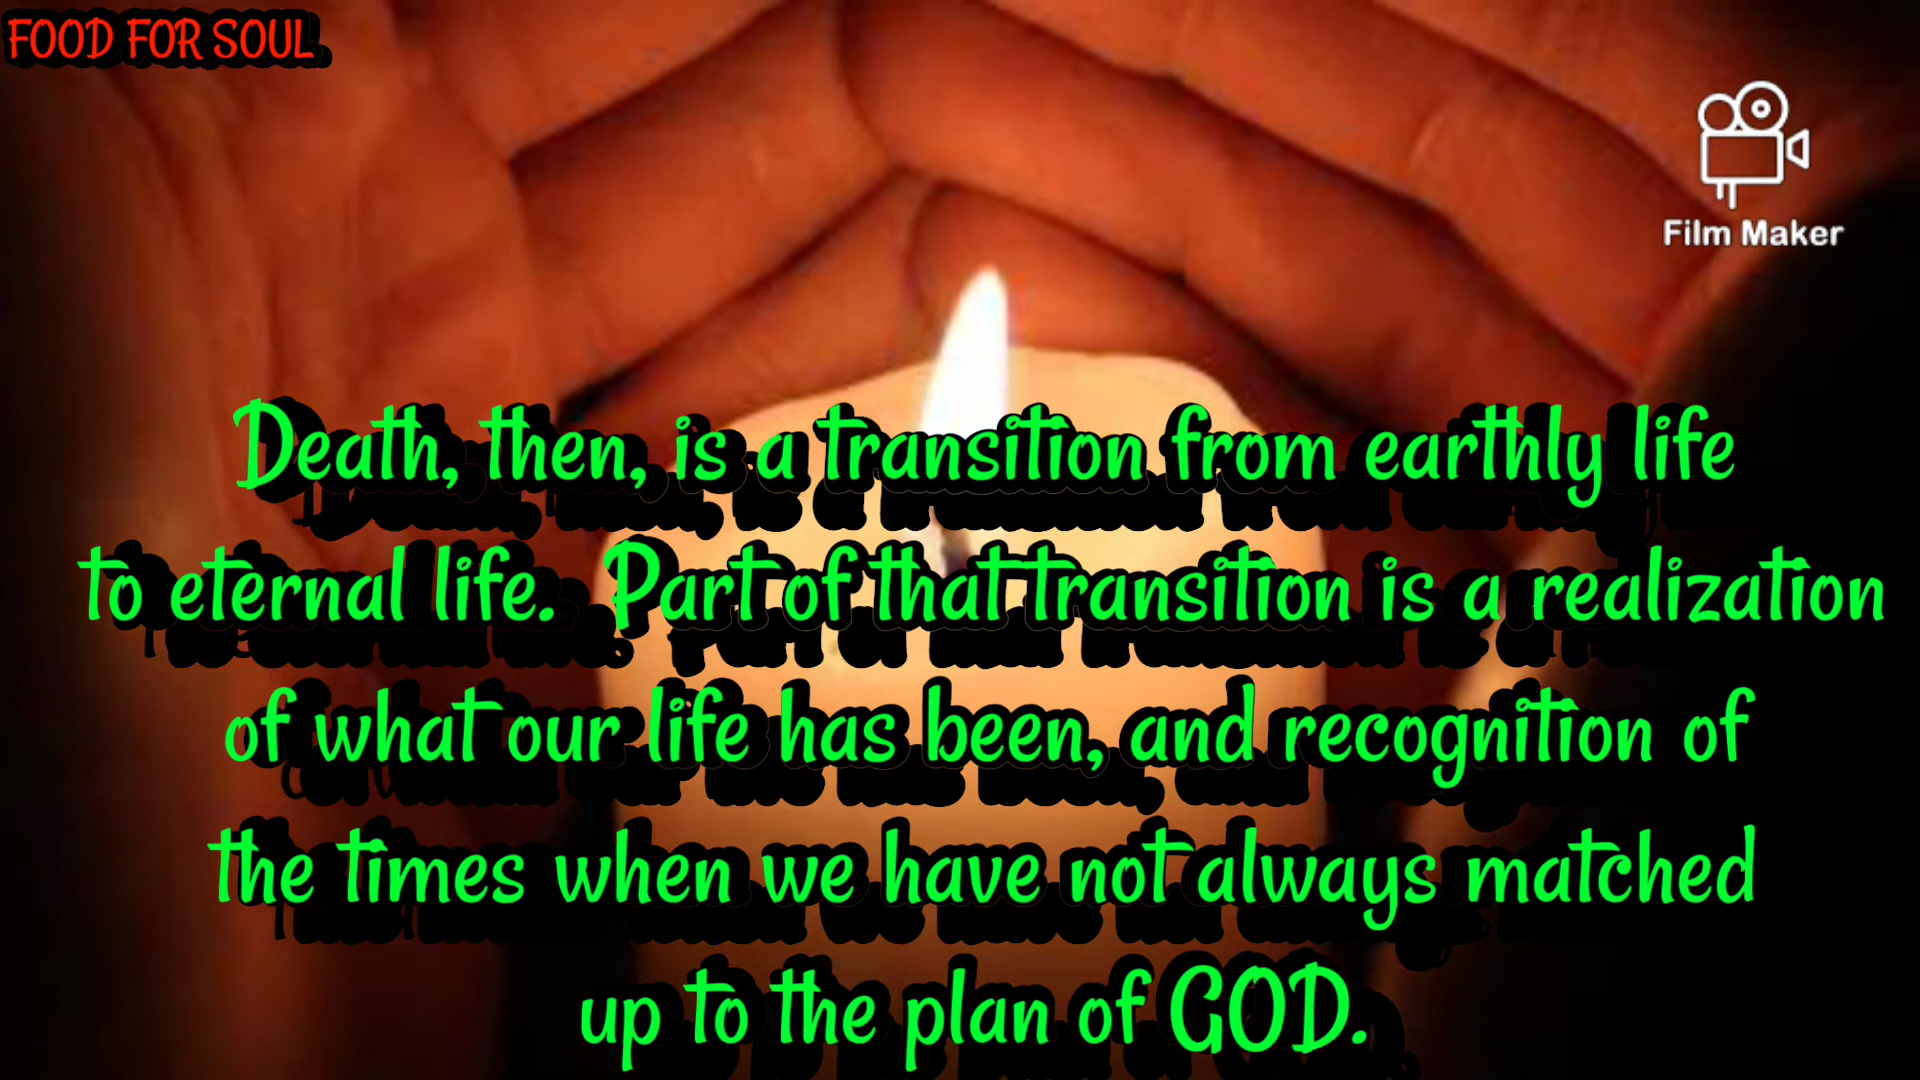 FOOD FOR SOUL
Film Maker
Death, then, is a transition from earthly life
to eternal life. Part of that transition is a realization
of what our life has been, and recognition of
the times when we have not always matched
up to the plan of GOD.